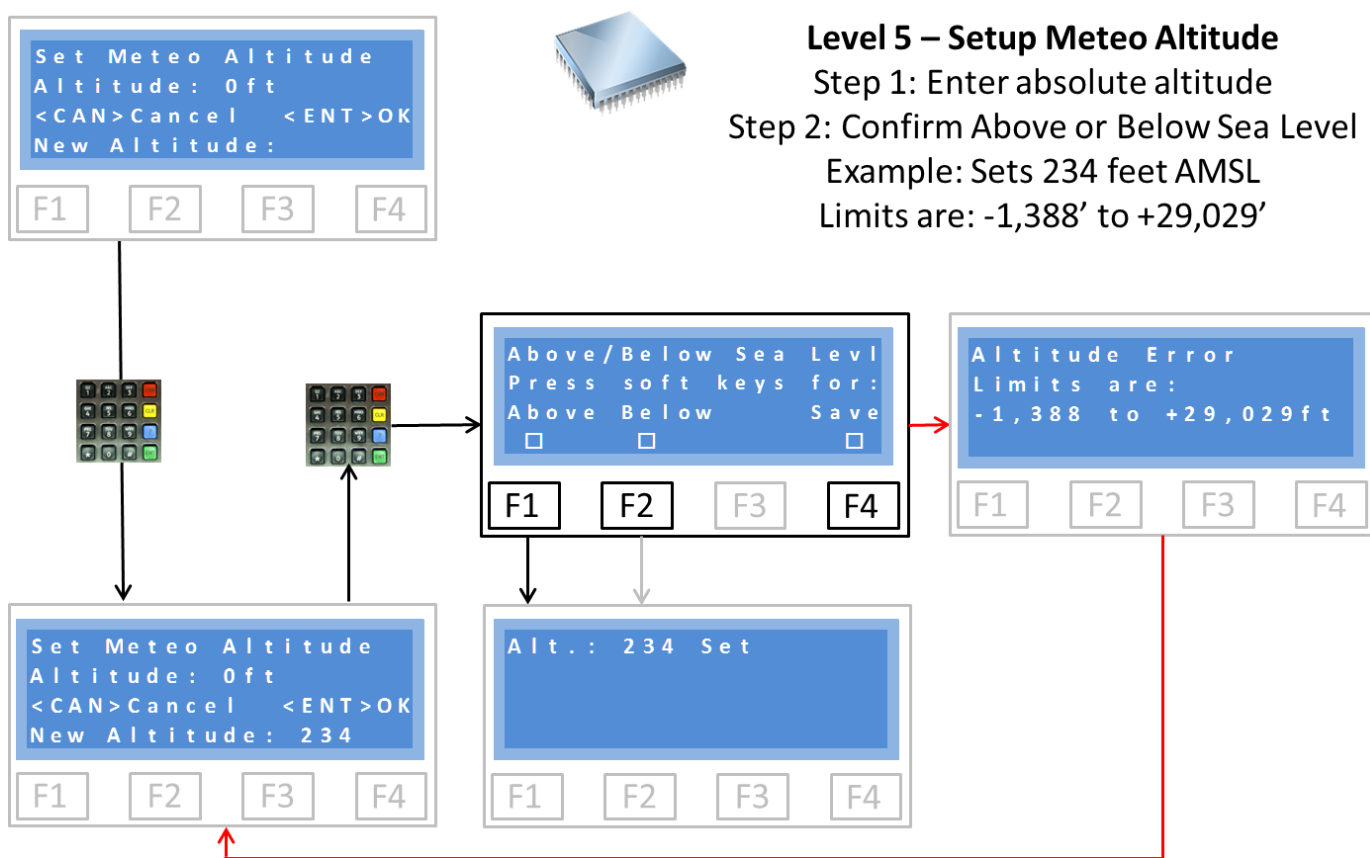 Level 5 – Setup Meteo Altitude
Step 1: Enter absolute altitude
Step 2: Confirm Above or Below Sea Level
Example: Sets 234 feet AMSL
Limits are: -1,388’ to +29,029’
Set Meteo Altitude
Altitude: 0ft
<CAN>Cancel <ENT>OK
New Altitude:
F1 F2 F3 F4
Above/Below Sea Levl
Press soft keys for:
Above Below Save
F1 F2 F3 F4
Altitude Error
Limits are:
-1,388 to +29,029ft
F1 F2 F3 F4
Set Meteo Altitude
Altitude: 0ft
<CAN>Cancel <ENT>OK
New Altitude: 234
F1 F2 F3 F4
Alt.: 234 Set
F1 F2 F3 F4